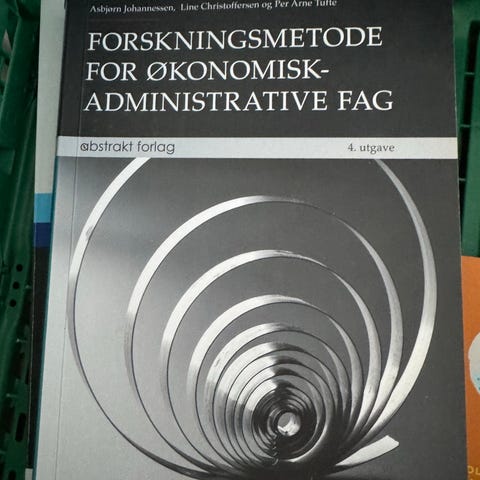 Asbjørn Johannessen, Line Christoffersen og Per Arne Tufte
FORSKNINGSMETODE
FOR ØKONOMISK-
ADMINISTRATIVE FAG
abstrakt forlag
4. utgave